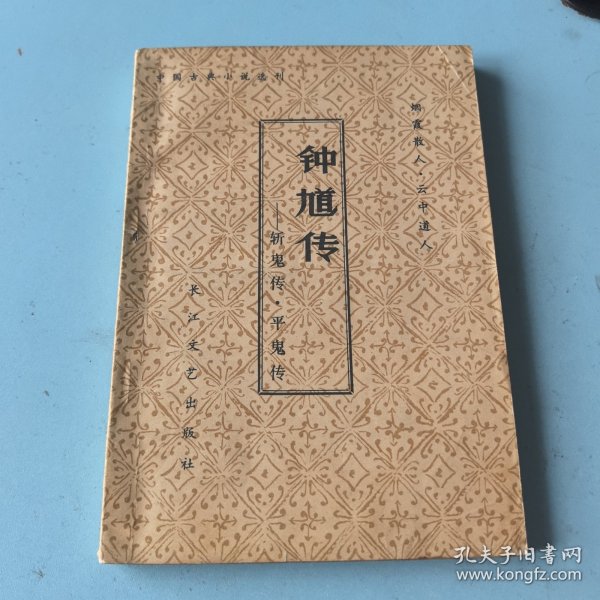 中国古典小说选刊
烟霞散人·云中道人
钟馗传
——斩鬼传·平鬼传
长江文艺出版社
孔夫子旧书网
www.kongfz.com